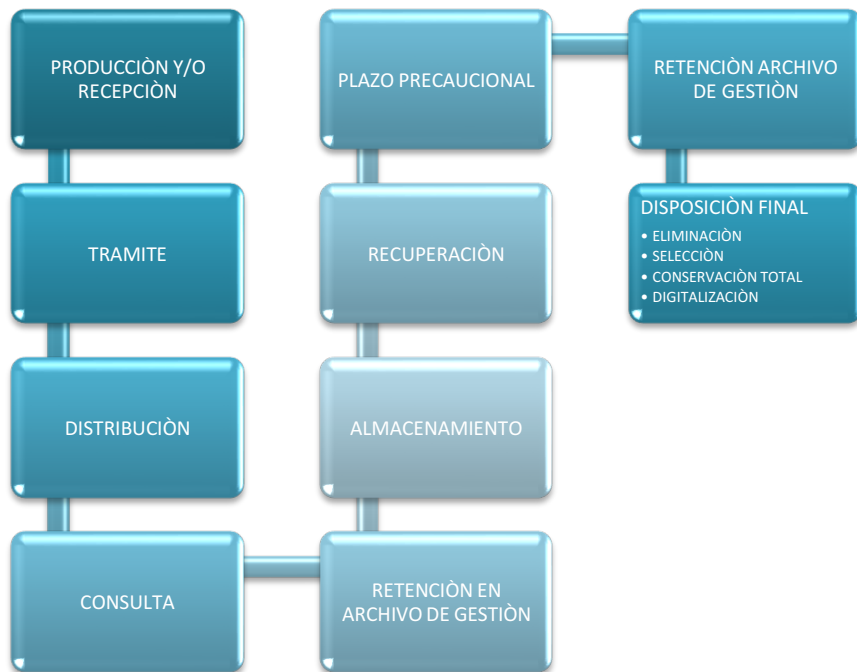 PRODUCCIÒN Y/O
RECEPCIÒN
TRAMITE
DISTRIBUCIÒN
CONSULTA
RETENCIÒN EN
ARCHIVO DE GESTIÒN
ALMACENAMIENTO
RECUPERACIÒN
PLAZO PRECAUCIONAL
RETENCIÒN ARCHIVO
DE GESTIÒN
DISPOSICIÒN FINAL
• ELIMINACIÒN
• SELECCIÒN
• CONSERVACIÒN TOTAL
• DIGITALIZACIÒN